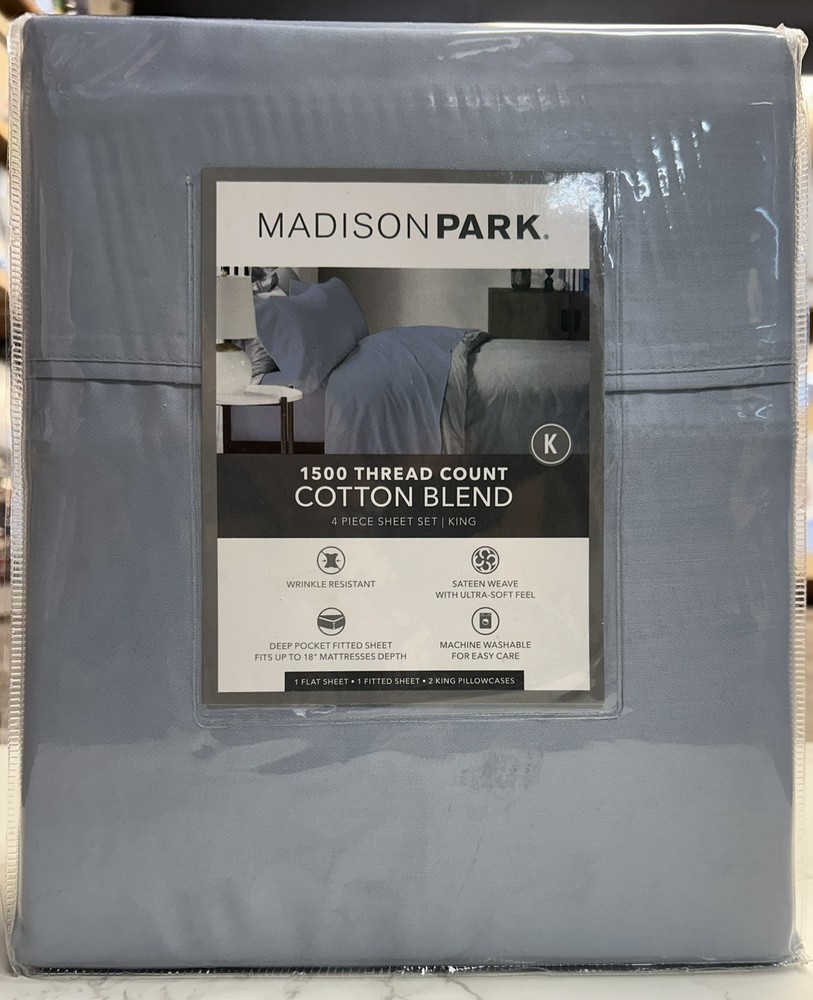 MADISONPARK®
K
1500 THREAD COUNT
COTTON BLEND
4 PIECE SHEET SET | KING
WRINKLE RESISTANT
SATEEN WEAVE
WITH ULTRA-SOFT FEEL
DEEP POCKET FITTED SHEET
FITS UP TO 18" MATTRESSES DEPTH
MACHINE WASHABLE
FOR EASY CARE
1 FLAT SHEET • 1 FITTED SHEET • 2 KING PILLOWCASES